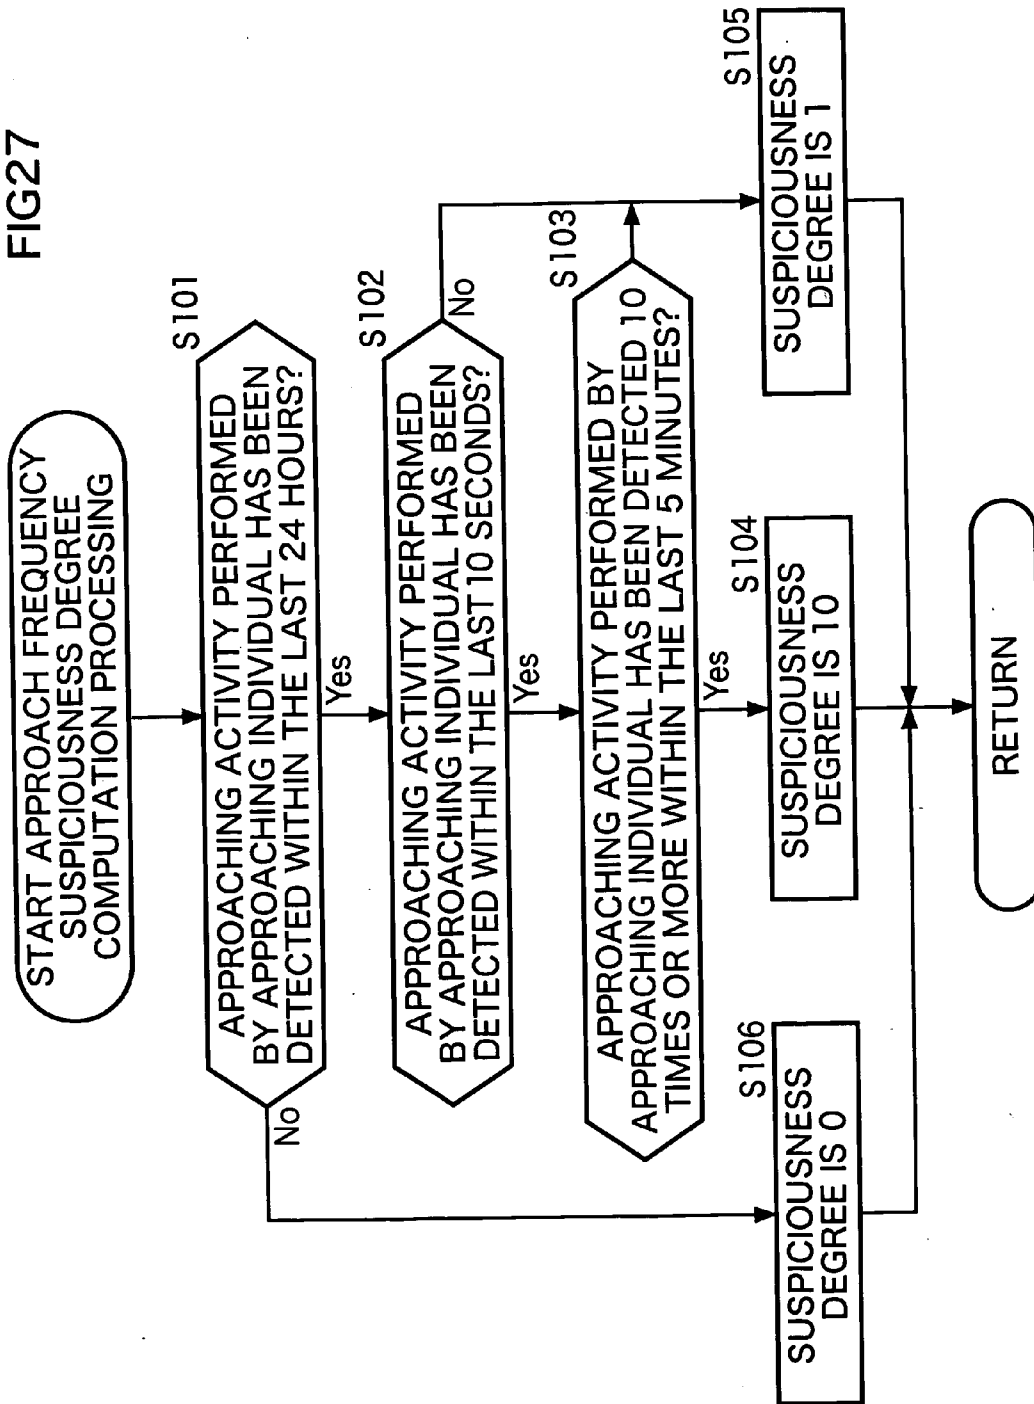 FIG27
START APPROACH FREQUENCY
SUSPICIOUSNESS DEGREE
COMPUTATION PROCESSING
S101
APPROACHING ACTIVITY PERFORMED
BY APPROACHING INDIVIDUAL HAS BEEN
DETECTED WITHIN THE LAST 24 HOURS?
No
Yes
S102
APPROACHING ACTIVITY PERFORMED
BY APPROACHING INDIVIDUAL HAS BEEN
DETECTED WITHIN THE LAST 10 SECONDS?
No
Yes
S103
APPROACHING ACTIVITY PERFORMED BY
APPROACHING INDIVIDUAL HAS BEEN DETECTED 10
TIMES OR MORE WITHIN THE LAST 5 MINUTES?
Yes
S106
SUSPICIOUSNESS
DEGREE IS 0
S104
SUSPICIOUSNESS
DEGREE IS 10
S105
SUSPICIOUSNESS
DEGREE IS 1
RETURN